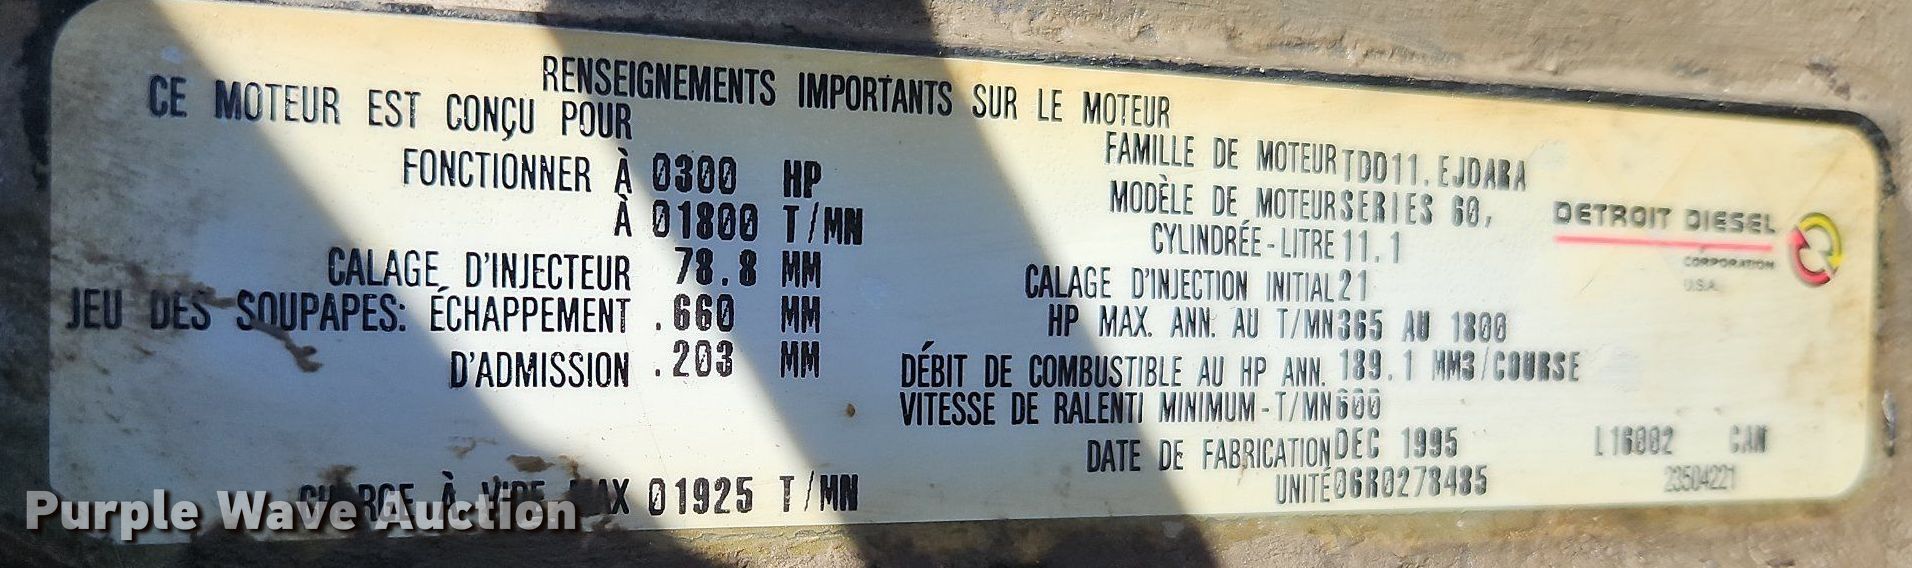 RENSEIGNEMENTS IMPORTANTS SUR LE MOTEUR
CE MOTEUR EST CONÇU POUR
FONCTIONNER À 0300 HP
À 01800 T/MN
CALAGE D'INJECTEUR 78.8 MM
JEU DES SOUPAPES: ÉCHAPPEMENT .660 MM
D'ADMISSION .203 MM
CHARGE À VIDE MAX 01925 T/MN
FAMILLE DE MOTEUR TDD11.EJDARA
MODÈLE DE MOTEUR SERIES 60,
CYLINDRÉE-LITRE 11.1
CALAGE D'INJECTION INITIAL 21
HP MAX. ANN. AU T/MN 365 AU 1800
DÉBIT DE COMBUSTIBLE AU HP ANN. 189.1 MM3/COURSE
VITESSE DE RALENTI MINIMUM-T/MN 600
DATE DE FABRICATION DEC 1995
UNITÉ 06R0278485
DETROIT DIESEL
CORPORATION
U.S.A.
L16002 CAN
23504221
Purple Wave Auction